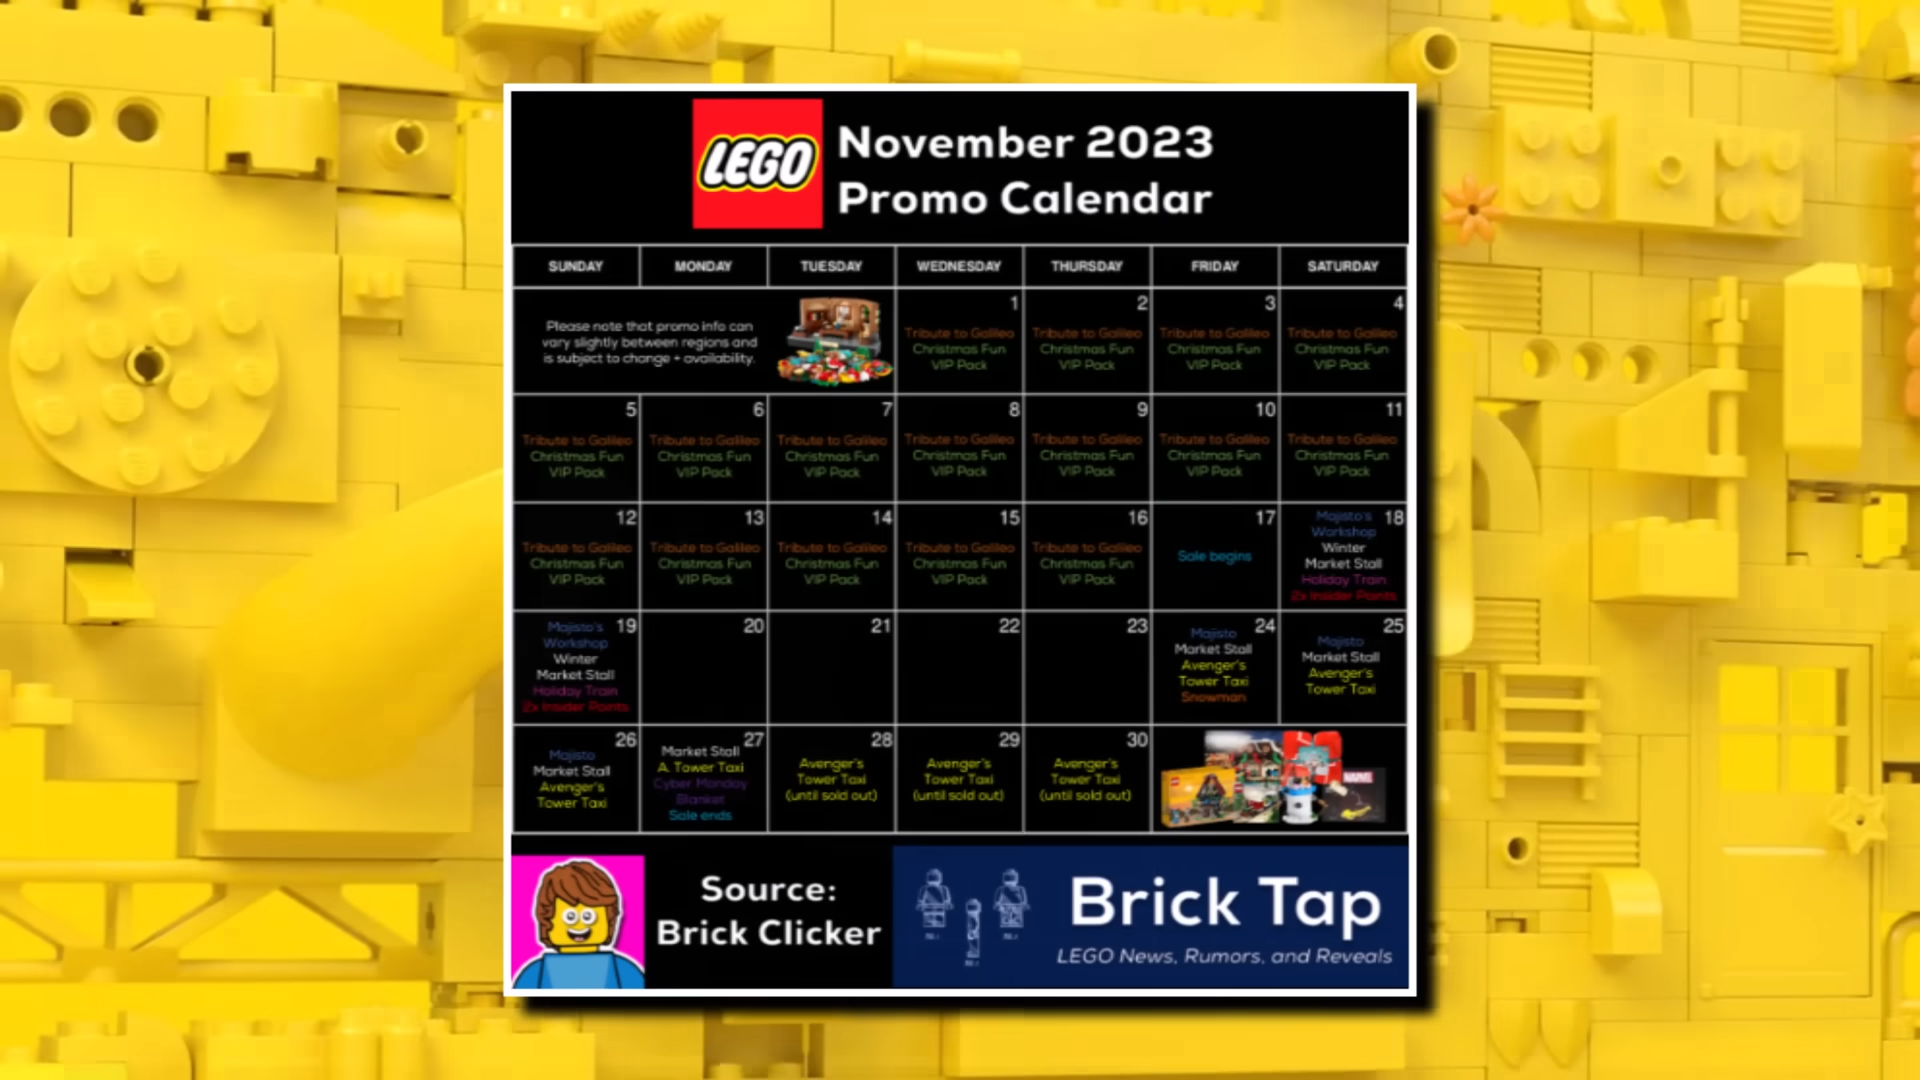 LEGO
November 2023
Promo Calendar
SUNDAY MONDAY TUESDAY WEDNESDAY THURSDAY FRIDAY SATURDAY
Please note that promo info can
vary slightly between regions and
is subject to change + availability.
1
Tribute to Galileo
Christmas Fun
VIP Pack
2
Tribute to Galileo
Christmas Fun
VIP Pack
3
Tribute to Galileo
Christmas Fun
VIP Pack
4
Tribute to Galileo
Christmas Fun
VIP Pack
5
Tribute to Galileo
Christmas Fun
VIP Pack
6
Tribute to Galileo
Christmas Fun
VIP Pack
7
Tribute to Galileo
Christmas Fun
VIP Pack
8
Tribute to Galileo
Christmas Fun
VIP Pack
9
Tribute to Galileo
Christmas Fun
VIP Pack
10
Tribute to Galileo
Christmas Fun
VIP Pack
11
Tribute to Galileo
Christmas Fun
VIP Pack
12
Tribute to Galileo
Christmas Fun
VIP Pack
13
Tribute to Galileo
Christmas Fun
VIP Pack
14
Tribute to Galileo
Christmas Fun
VIP Pack
15
Tribute to Galileo
Christmas Fun
VIP Pack
16
Tribute to Galileo
Christmas Fun
VIP Pack
17
Sale begins
Majisto's 18
Workshop
Winter
Market Stall
Holiday Train
2x Insider Points
Majisto's 19
Workshop
Winter
Market Stall
Holiday Train
2x Insider Points
20
21
22
23
Majisto 24
Market Stall
Avenger's
Tower Taxi
Snowman
25
Majisto
Market Stall
Avenger's
Tower Taxi
26
Majisto
Market Stall
Avenger's
Tower Taxi
Market Stall 27
A. Tower Taxi
Cyber Monday
Blanket
Sale ends
28
Avenger's
Tower Taxi
(until sold out)
29
Avenger's
Tower Taxi
(until sold out)
30
Avenger's
Tower Taxi
(until sold out)
MARVEL
Source:
Brick Clicker
Brick Tap
LEGO News, Rumors, and Reveals